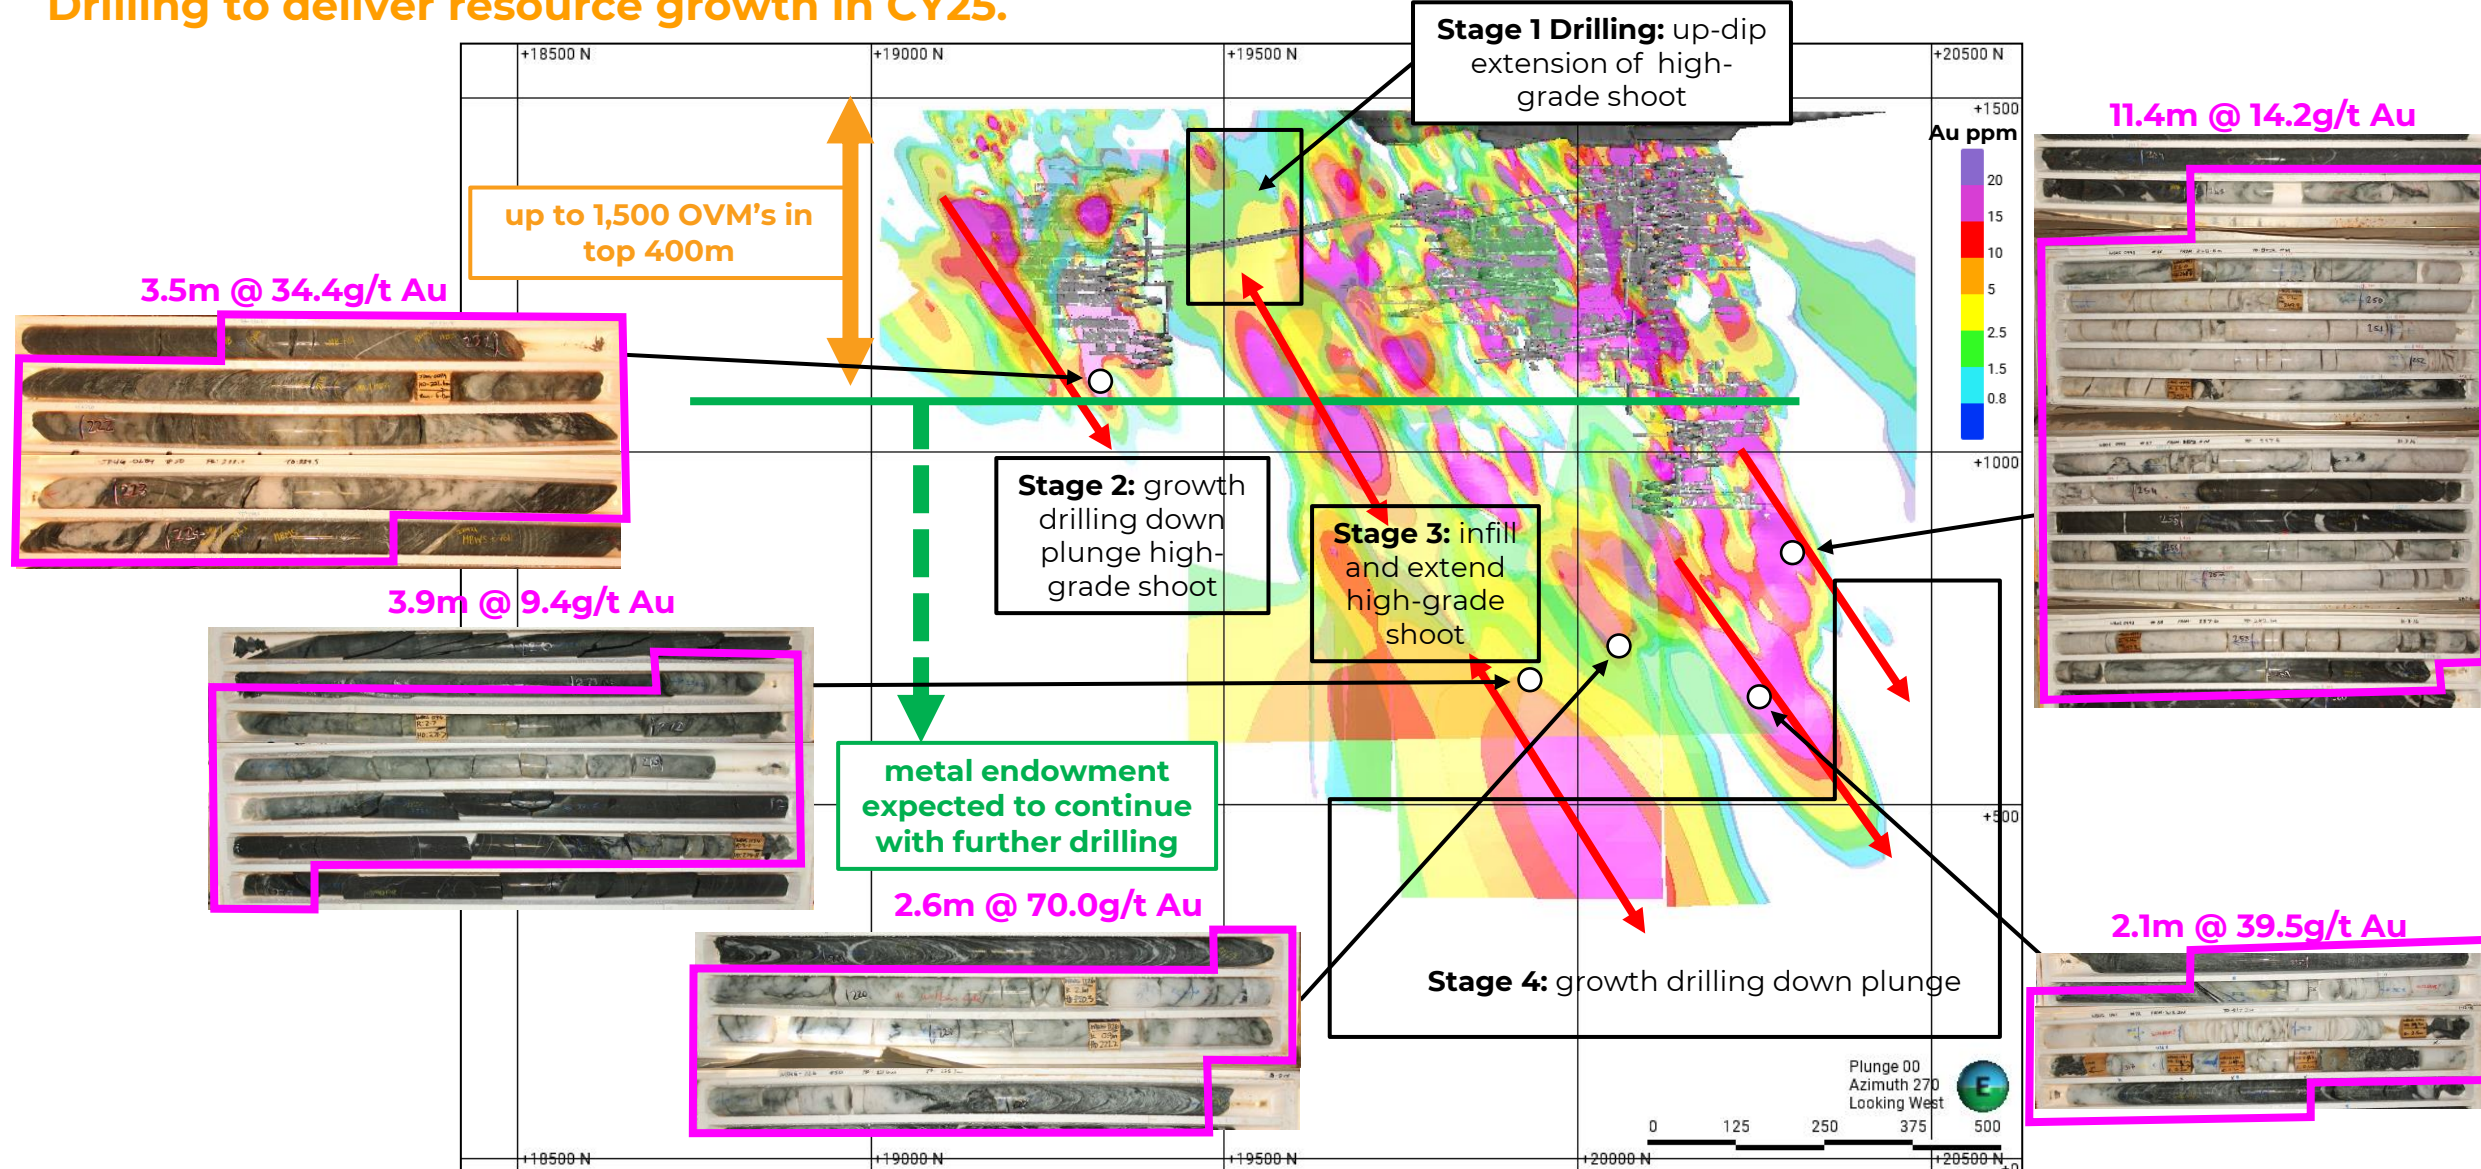 Drilling to deliver resource growth in CY25.
+18500 N
+19000 N
+19500 N
+20500 N
Stage 1 Drilling: up-dip
extension of high-
grade shoot
+1500
Au ppm
20
15
10
5
2.5
1.5
0.8
11.4m @ 14.2g/t Au
up to 1,500 OVM's in
top 400m
3.5m @ 34.4g/t Au
+1000
Stage 2: growth
drilling down
plunge high-
grade shoot
Stage 3: infill
and extend
high-grade
shoot
3.9m @ 9.4g/t Au
metal endowment
expected to continue
with further drilling
+500
2.6m @ 70.0g/t Au
2.1m @ 39.5g/t Au
Stage 4: growth drilling down plunge
Plunge 00
Azimuth 270
Looking West
E
0 125 250 375 500
+18500 N
+19000 N
+19500 N
+20000 N
+20500 N
+0
222
223